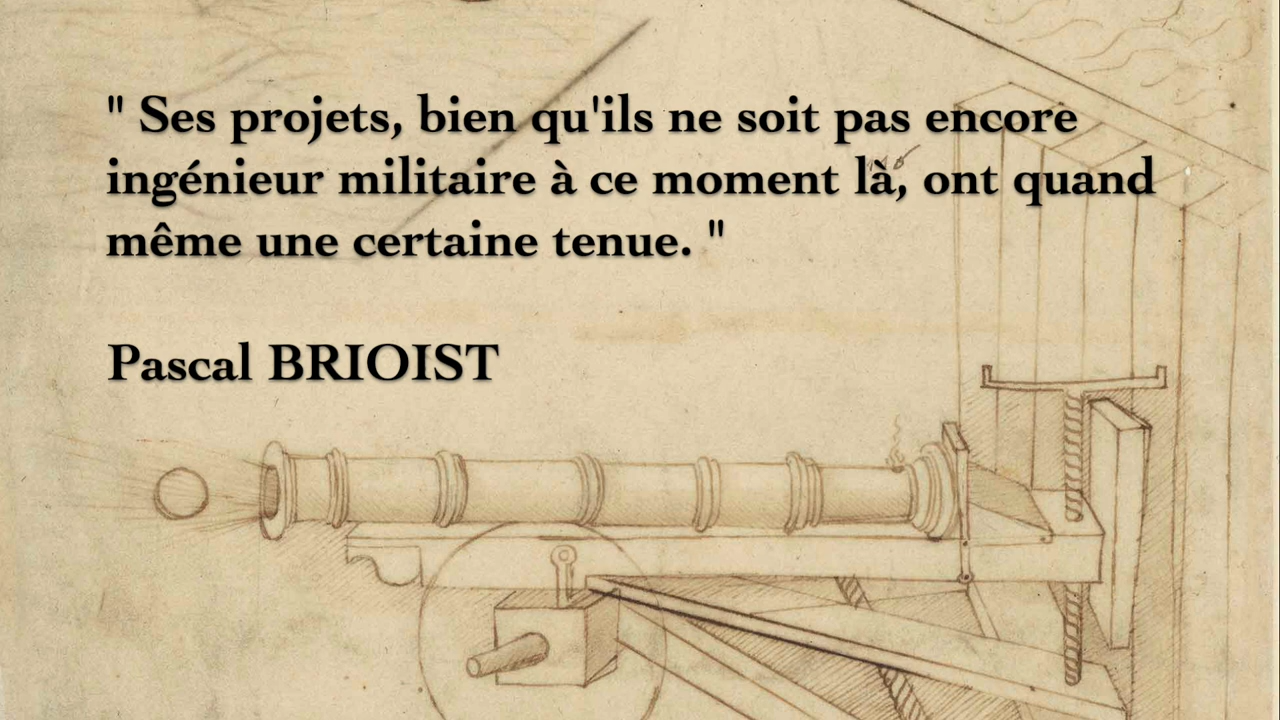 " Ses projets, bien qu'ils ne soit pas encore
ingénieur militaire à ce moment là, ont quand
même une certaine tenue. "
Pascal BRIOIST